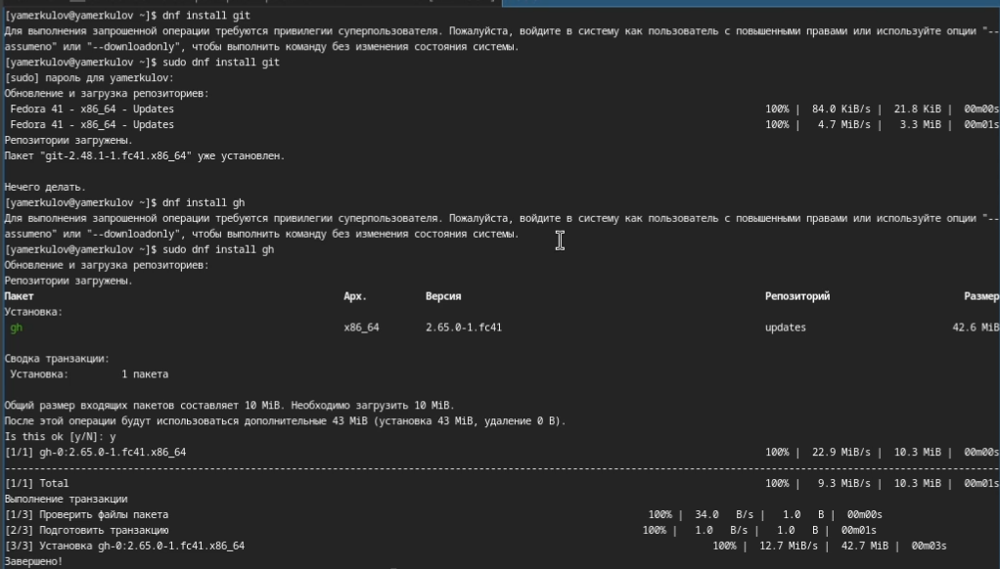 [yamerkulov@yamerkulov ~]$ dnf install git
Для выполнения запрошенной операции требуются привилегии суперпользователя. Пожалуйста, войдите в систему как пользователь с повышенными правами или используйте опции "--
assumeno" или "--downloadonly", чтобы выполнить команду без изменения состояния системы.
[yamerkulov@yamerkulov ~]$ sudo dnf install git
[sudo] пароль для yamerkulov:
Обновление и загрузка репозиториев:
Fedora 41 - x86_64 - Updates 100% | 84.0 KiB/s | 21.8 KiB | 00m00s
Fedora 41 - x86_64 - Updates 100% | 4.7 MiB/s | 3.3 MiB | 00m01s
Репозитории загружены.
Пакет "git-2.48.1-1.fc41.x86_64" уже установлен.
Нечего делать.
[yamerkulov@yamerkulov ~]$ dnf install gh
Для выполнения запрошенной операции требуются привилегии суперпользователя. Пожалуйста, войдите в систему как пользователь с повышенными правами или используйте опции "--
assumeno" или "--downloadonly", чтобы выполнить команду без изменения состояния системы.
[yamerkulov@yamerkulov ~]$ sudo dnf install gh
Обновление и загрузка репозиториев:
Репозитории загружены.
Пакет Арх. Версия Репозиторий Размер
Установка:
gh x86_64 2.65.0-1.fc41 updates 42.6 MiB
Сводка транзакции:
Установка: 1 пакета
Общий размер входящих пакетов составляет 10 MiB. Необходимо загрузить 10 MiB.
После этой операции будут использоваться дополнительные 43 MiB (установка 43 MiB, удаление 0 B).
Is this ok [y/N]: y
[1/1] gh-0:2.65.0-1.fc41.x86_64 100% | 22.9 MiB/s | 10.3 MiB | 00m00s
[1/1] Total 100% | 9.3 MiB/s | 10.3 MiB | 00m01s
Выполнение транзакции
[1/3] Проверить файлы пакета 100% | 34.0 B/s | 1.0 B | 00m00s
[2/3] Подготовить транзакцию 100% | 1.0 B/s | 1.0 B | 00m01s
[3/3] Установка gh-0:2.65.0-1.fc41.x86_64 100% | 12.7 MiB/s | 42.7 MiB | 00m03s
Завершено!